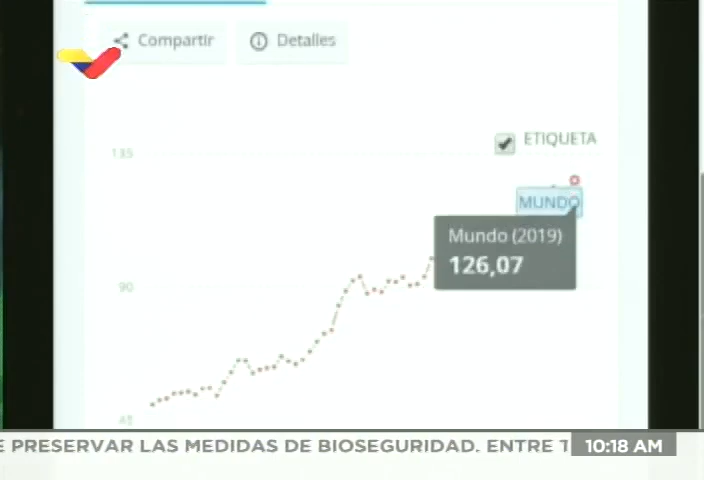 Compartir
Detalles
ETIQUETA
135
MUNDO
Mundo (2019)
126,07
90
45
E PRESERVAR LAS MEDIDAS DE BIOSEGURIDAD. ENTRE T
10:18 AM